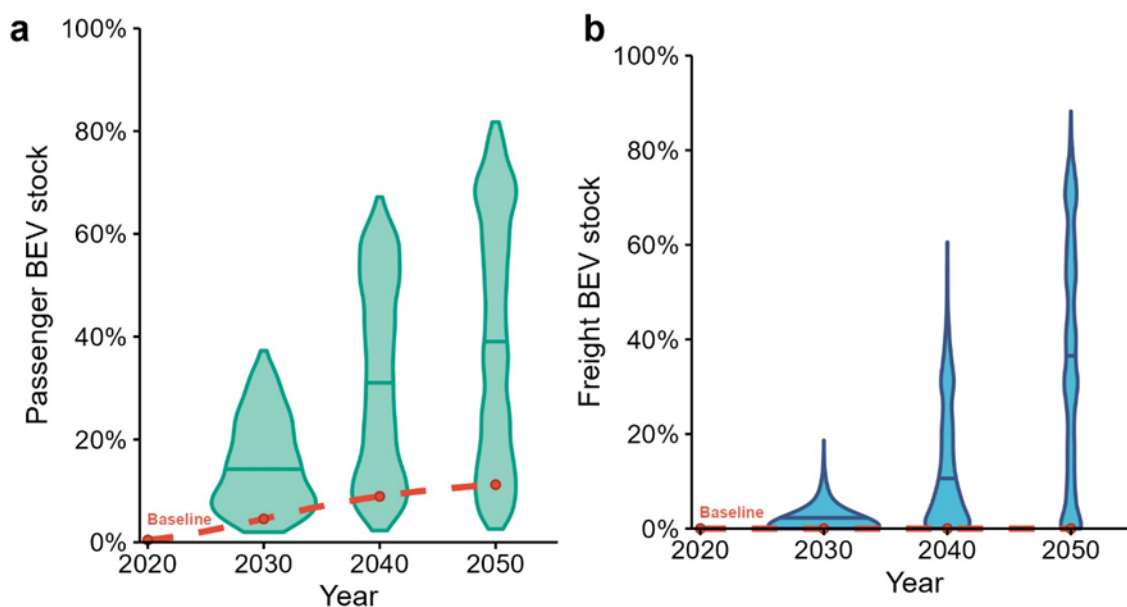 a
100%
80%
60%
40%
20%
0%
Passenger BEV stock
Baseline
2020 2030 2040 2050
Year
b
100%
80%
60%
40%
20%
0%
Freight BEV stock
Baseline
2020 2030 2040 2050
Year